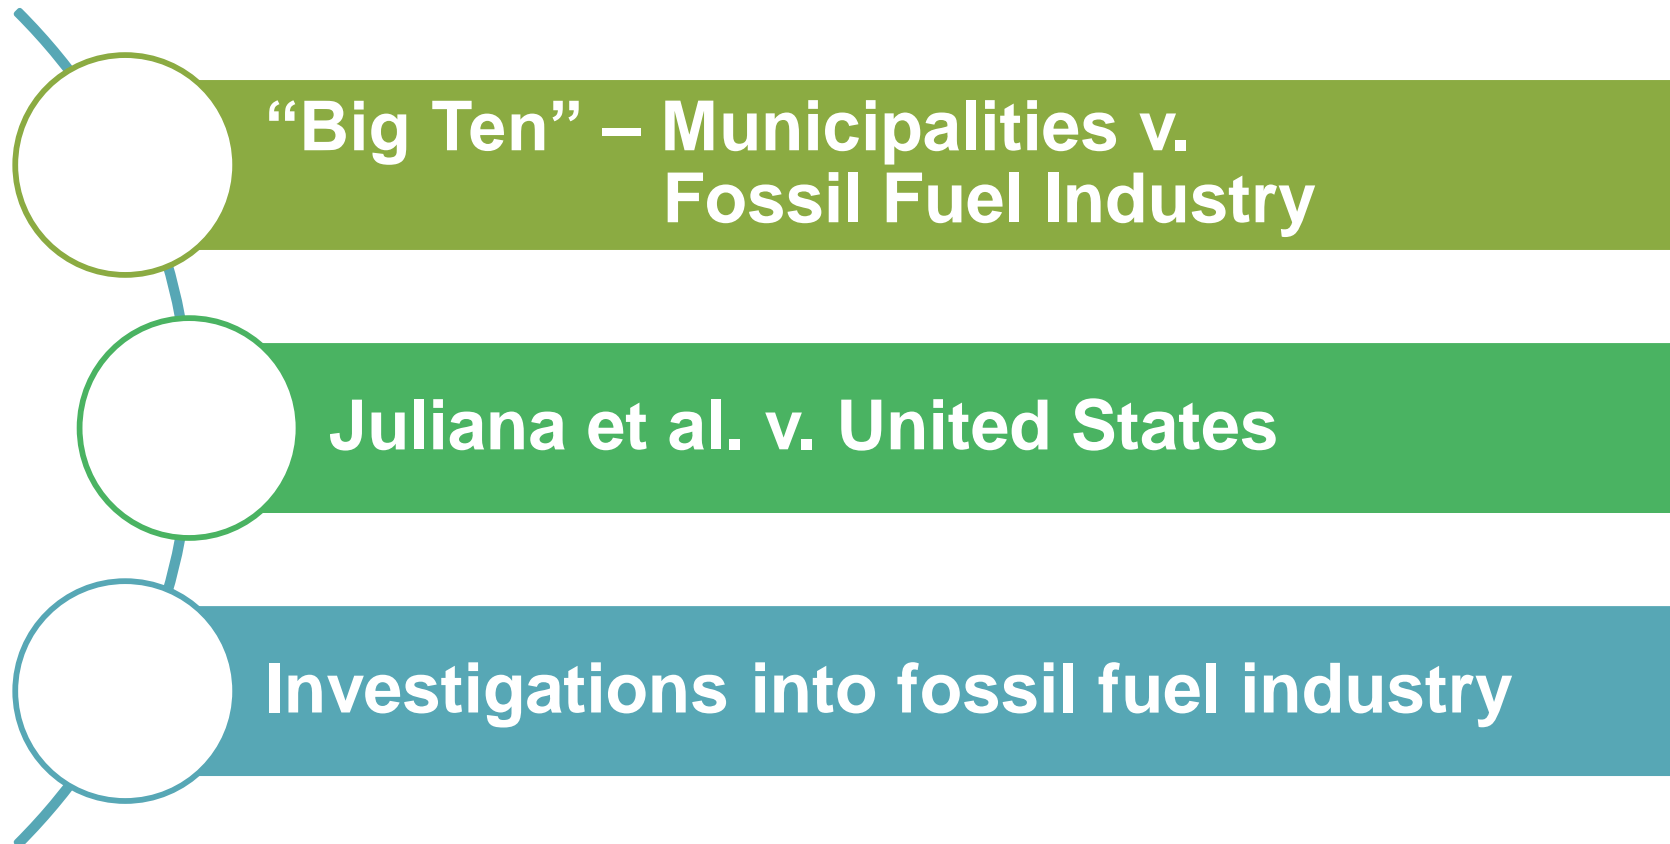 “Big Ten” – Municipalities v.
Fossil Fuel Industry
Juliana et al. v. United States
Investigations into fossil fuel industry